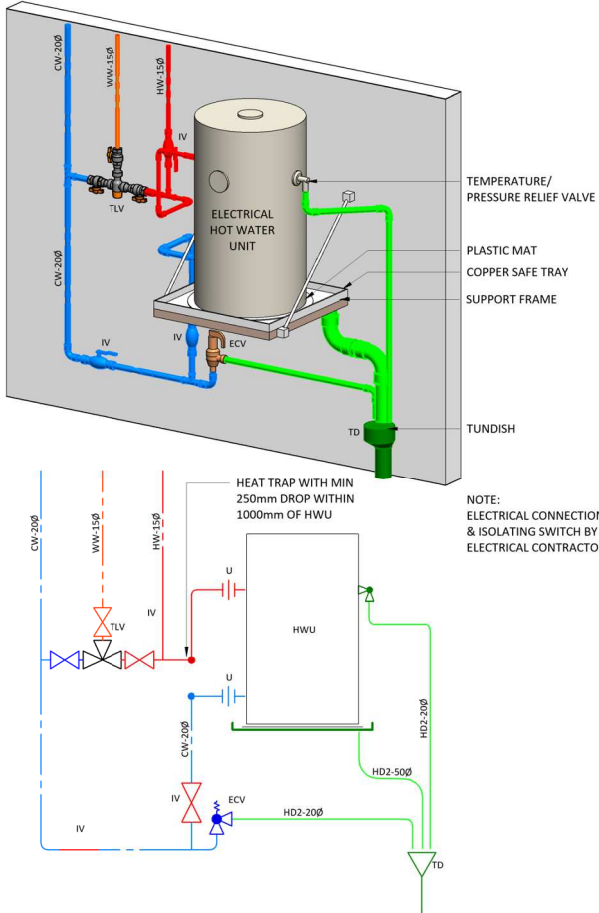 CW-20Ø
WW-15Ø
HW-15Ø
IV
TLV
ELECTRICAL
HOT WATER
UNIT
TEMPERATURE/
PRESSURE RELIEF VALVE
PLASTIC MAT
COPPER SAFE TRAY
SUPPORT FRAME
CW-20Ø
IV
IV
ECV
TD
TUNDISH
HEAT TRAP WITH MIN
250mm DROP WITHIN
1000mm OF HWU
NOTE:
ELECTRICAL CONNECTION
& ISOLATING SWITCH BY
ELECTRICAL CONTRACTO
CW-20Ø
WW-15Ø
HW-15Ø
U
IV
TLV
HWU
U
CW-20Ø
HD2-20Ø
HD2-50Ø
IV
ECV
HD2-20Ø
IV
TD